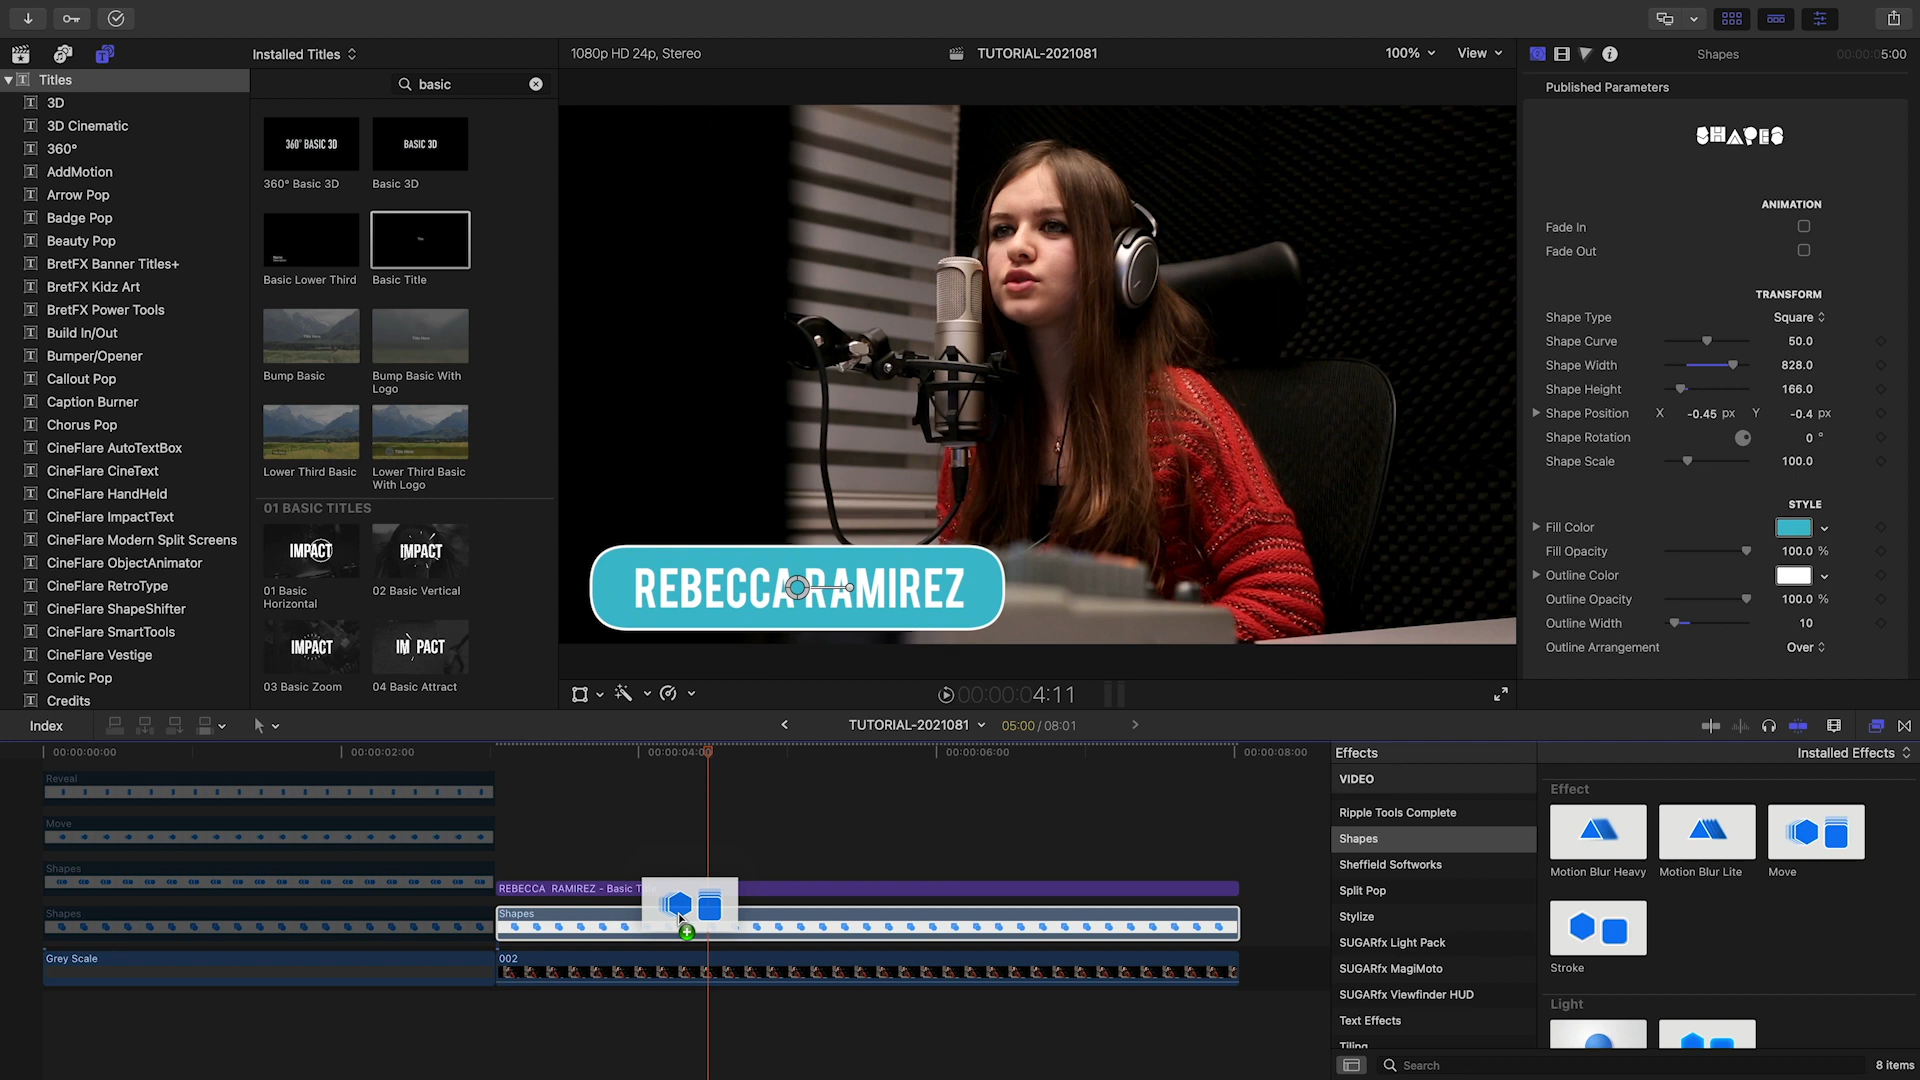 Installed Titles
1080p HD 24p, Stereo
TUTORIAL-2021081
100%
View
Shapes
00:00:05:00
Titles
3D
3D Cinematic
360°
AddMotion
Arrow Pop
Badge Pop
Beauty Pop
BretFX Banner Titles+
BretFX Kidz Art
BretFX Power Tools
Build In/Out
Bumper/Opener
Callout Pop
Caption Burner
Chorus Pop
CineFlare AutoTextBox
CineFlare CineText
CineFlare HandHeld
CineFlare ImpactText
CineFlare Modern Split Screens
CineFlare ObjectAnimator
CineFlare RetroType
CineFlare ShapeShifter
CineFlare SmartTools
CineFlare Vestige
Comic Pop
Credits
basic
360° BASIC 3D
BASIC 3D
360° Basic 3D
Basic 3D
Title
Basic Lower Third
Basic Title
Title Here
Title Here
Bump Basic
Bump Basic With
Logo
Lower Third Basic
Lower Third Basic
With Logo
01 BASIC TITLES
IMPACT
IMPACT
01 Basic
Horizontal
02 Basic Vertical
IMPACT
IM PACT
03 Basic Zoom
04 Basic Attract
REBECCA RAMIREZ
00:00:04:11
Published Parameters
SHAPES
ANIMATION
Fade In
Fade Out
TRANSFORM
Shape Type
Square
Shape Curve
50.0
Shape Width
828.0
Shape Height
166.0
Shape Position
X
-0.45 px
Y
-0.4 px
Shape Rotation
0 °
Shape Scale
100.0
STYLE
Fill Color
Fill Opacity
100.0 %
Outline Color
Outline Opacity
100.0 %
Outline Width
10
Outline Arrangement
Over
Index
TUTORIAL-2021081
05:00 / 08:01
00:00:00:00
00:00:02:00
00:00:04:00
00:00:06:00
00:00:08:00
Reveal
Move
Shapes
Shapes
Grey Scale
REBECCA RAMIREZ - Basic T
Shapes
002
Effects
Installed Effects
VIDEO
Ripple Tools Complete
Shapes
Sheffield Softworks
Split Pop
Stylize
SUGARfx Light Pack
SUGARfx MagiMoto
SUGARfx Viewfinder HUD
Text Effects
Tiling
Effect
Motion Blur Heavy
Motion Blur Lite
Move
Stroke
Light
Search
8 items